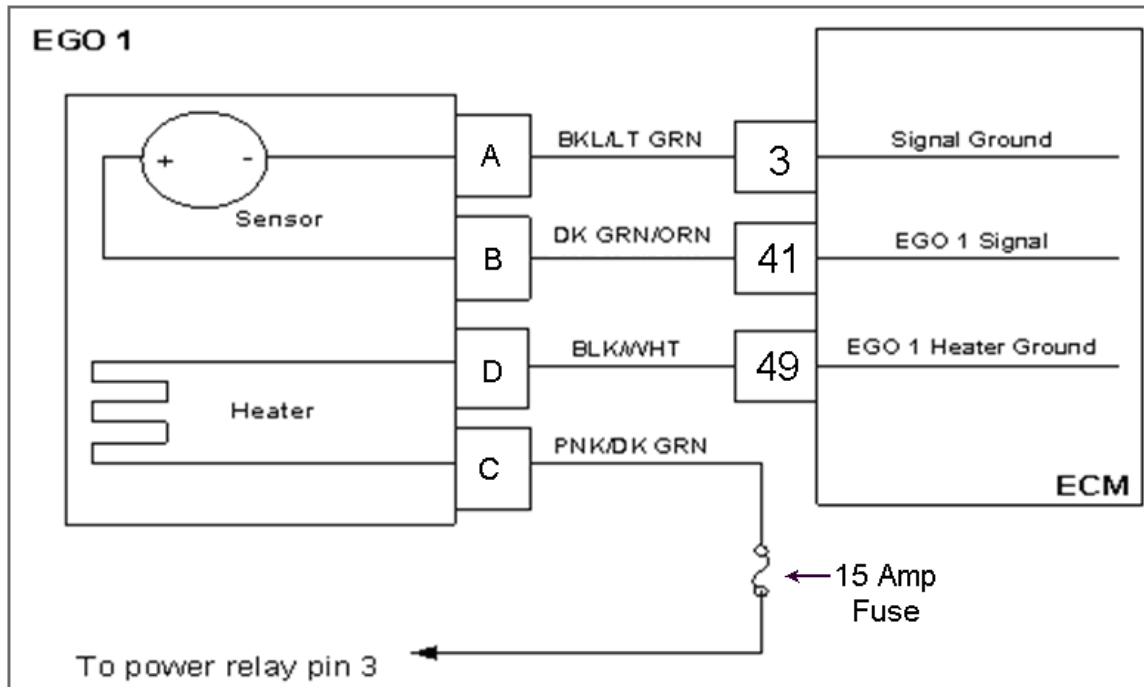 EGO 1
+ -
Sensor
A
BKL/LT GRN
3
Signal Ground
B
DK GRN/ORN
41
EGO 1 Signal
D
BLK/WHT
49
EGO 1 Heater Ground
Heater
C
PNK/DK GRN
ECM
15 Amp
Fuse
To power relay pin 3